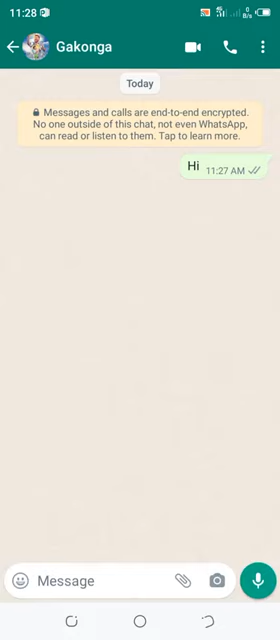 11:28
Gakonga
Today
Messages and calls are end-to-end encrypted.
No one outside of this chat, not even WhatsApp,
can read or listen to them. Tap to learn more.
Hi 11:27 AM
Message